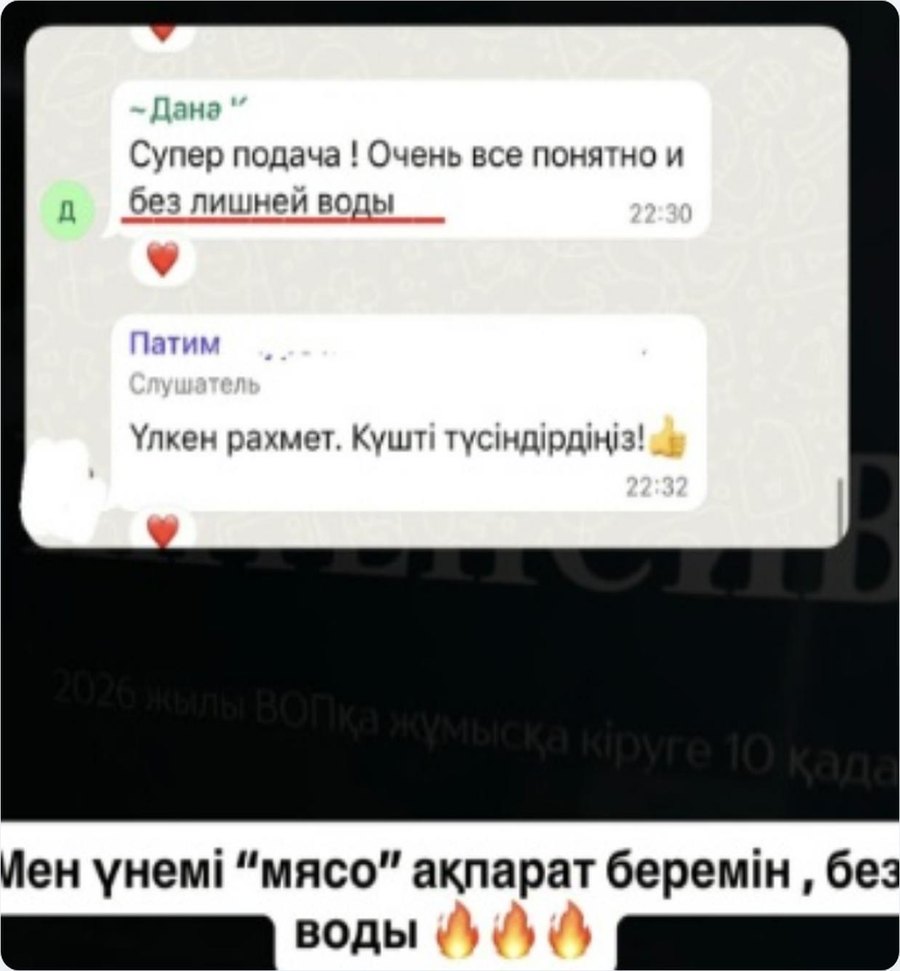 ~Дана
Супер подача ! Очень все понятно и
без лишней воды
22:30
Д
❤️
Патим
Слушатель
Үлкен рахмет. Күшті түсіндірдіңіз!👍
22:32
❤️
2026 жылы ВОПқа жұмысқа кіруге 10 қада
Мен үнемі “мясо” ақпарат беремін , без
воды 🔥🔥🔥